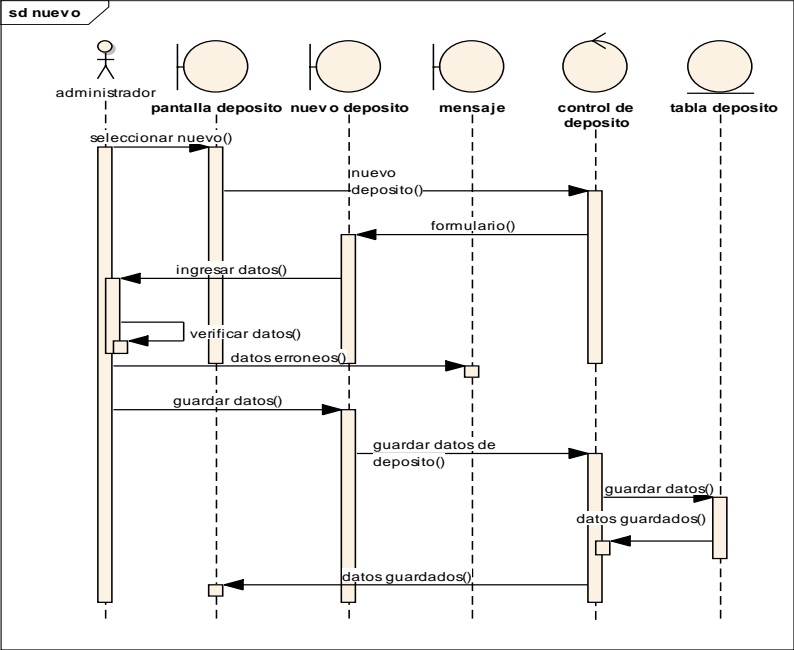 sd nuevo
administrador
pantalla deposito
nuevo deposito
mensaje
control de
deposito
tabla deposito
seleccionar nuevo()
nuevo
deposito()
formulario()
ingresar datos()
verificar datos()
datos erroneos()
guardar datos()
guardar datos de
deposito()
guardar datos()
datos guardados()
datos guardados()